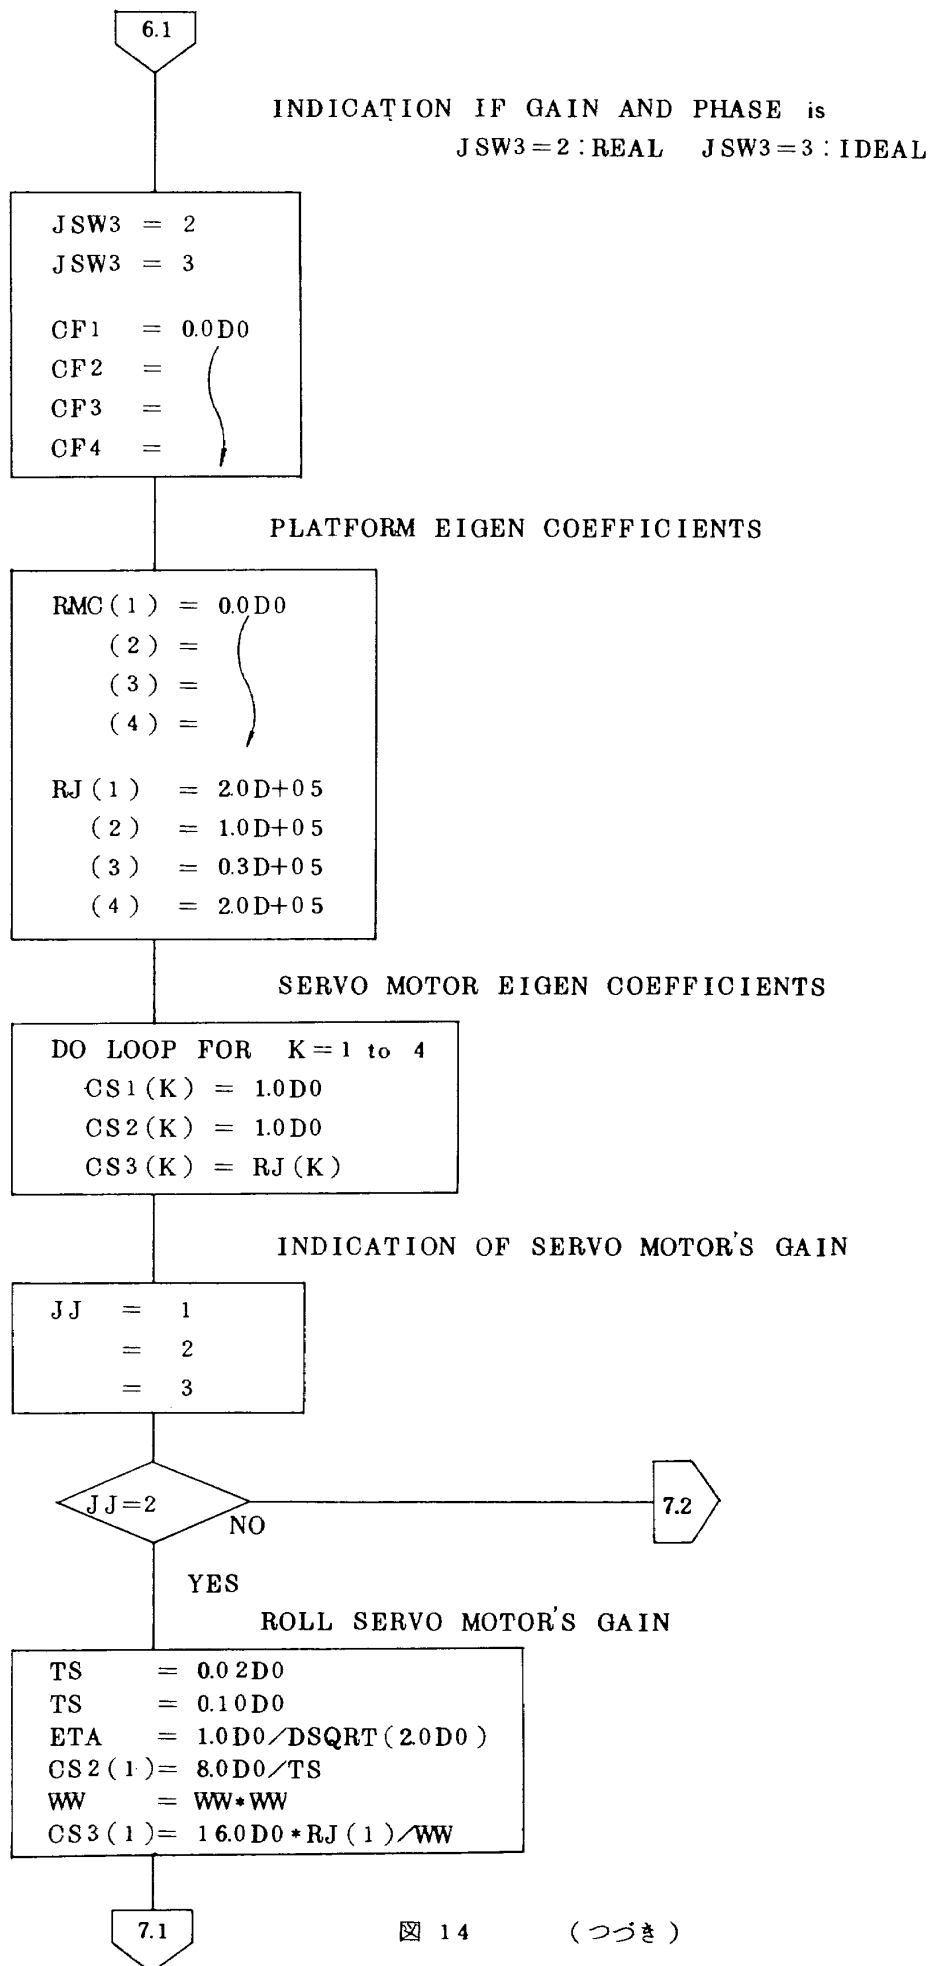 6.1
INDICATION IF GAIN AND PHASE is
JSW3=2:REAL JSW3=3:IDEAL
JSW3 = 2
JSW3 = 3
CF1 = 0.0D0
CF2 =
CF3 =
CF4 =
PLATFORM EIGEN COEFFICIENTS
RMC(1) = 0.0D0
(2) =
(3) =
(4) =
RJ(1) = 2.0D+05
(2) = 1.0D+05
(3) = 0.3D+05
(4) = 2.0D+05
SERVO MOTOR EIGEN COEFFICIENTS
DO LOOP FOR K=1 to 4
CS1(K) = 1.0D0
CS2(K) = 1.0D0
CS3(K) = RJ(K)
INDICATION OF SERVO MOTOR'S GAIN
JJ = 1
= 2
= 3
JJ=2
NO
7.2
YES
ROLL SERVO MOTOR'S GAIN
TS = 0.02D0
TS = 0.10D0
ETA = 1.0D0/DSQRT(2.0D0)
CS2(1)= 8.0D0/TS
WW = WW*WW
CS3(1)= 16.0D0*RJ(1)/WW
7.1
図 14 (つづき)